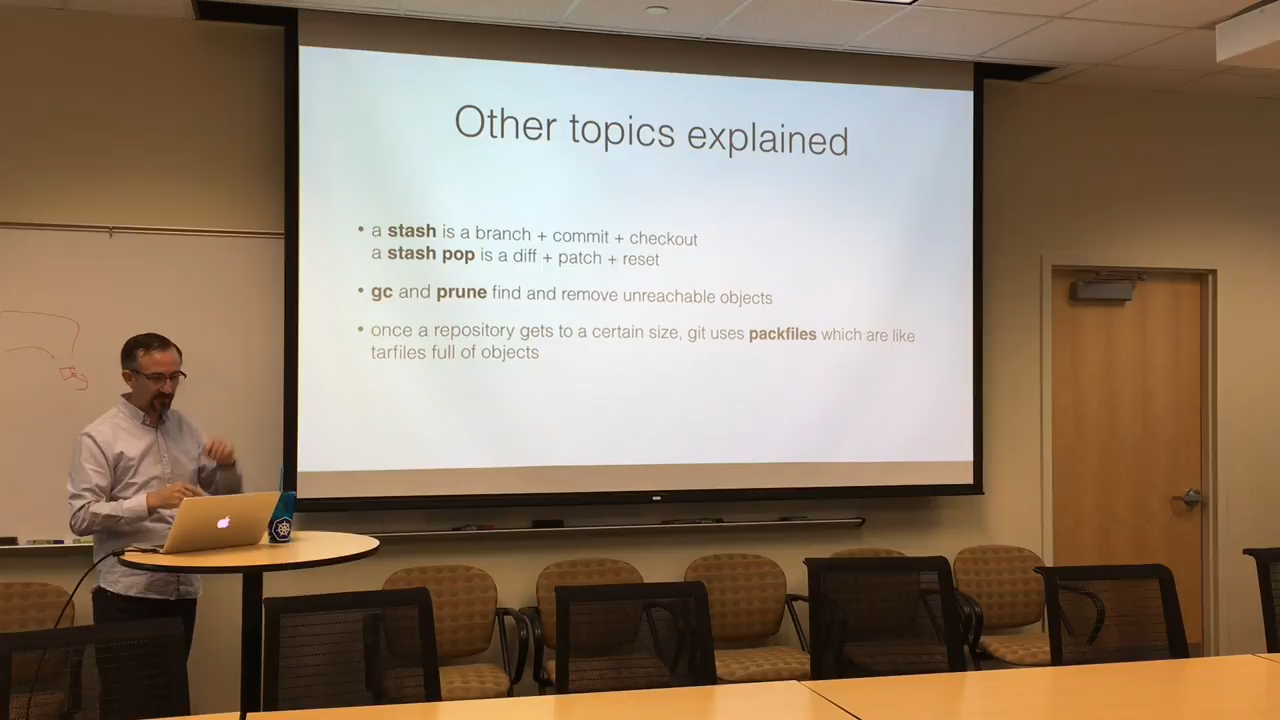 Other topics explained
• a stash is a branch + commit + checkout
a stash pop is a diff + patch + reset
• gc and prune find and remove unreachable objects
• once a repository gets to a certain size, git uses packfiles which are like
tarfiles full of objects